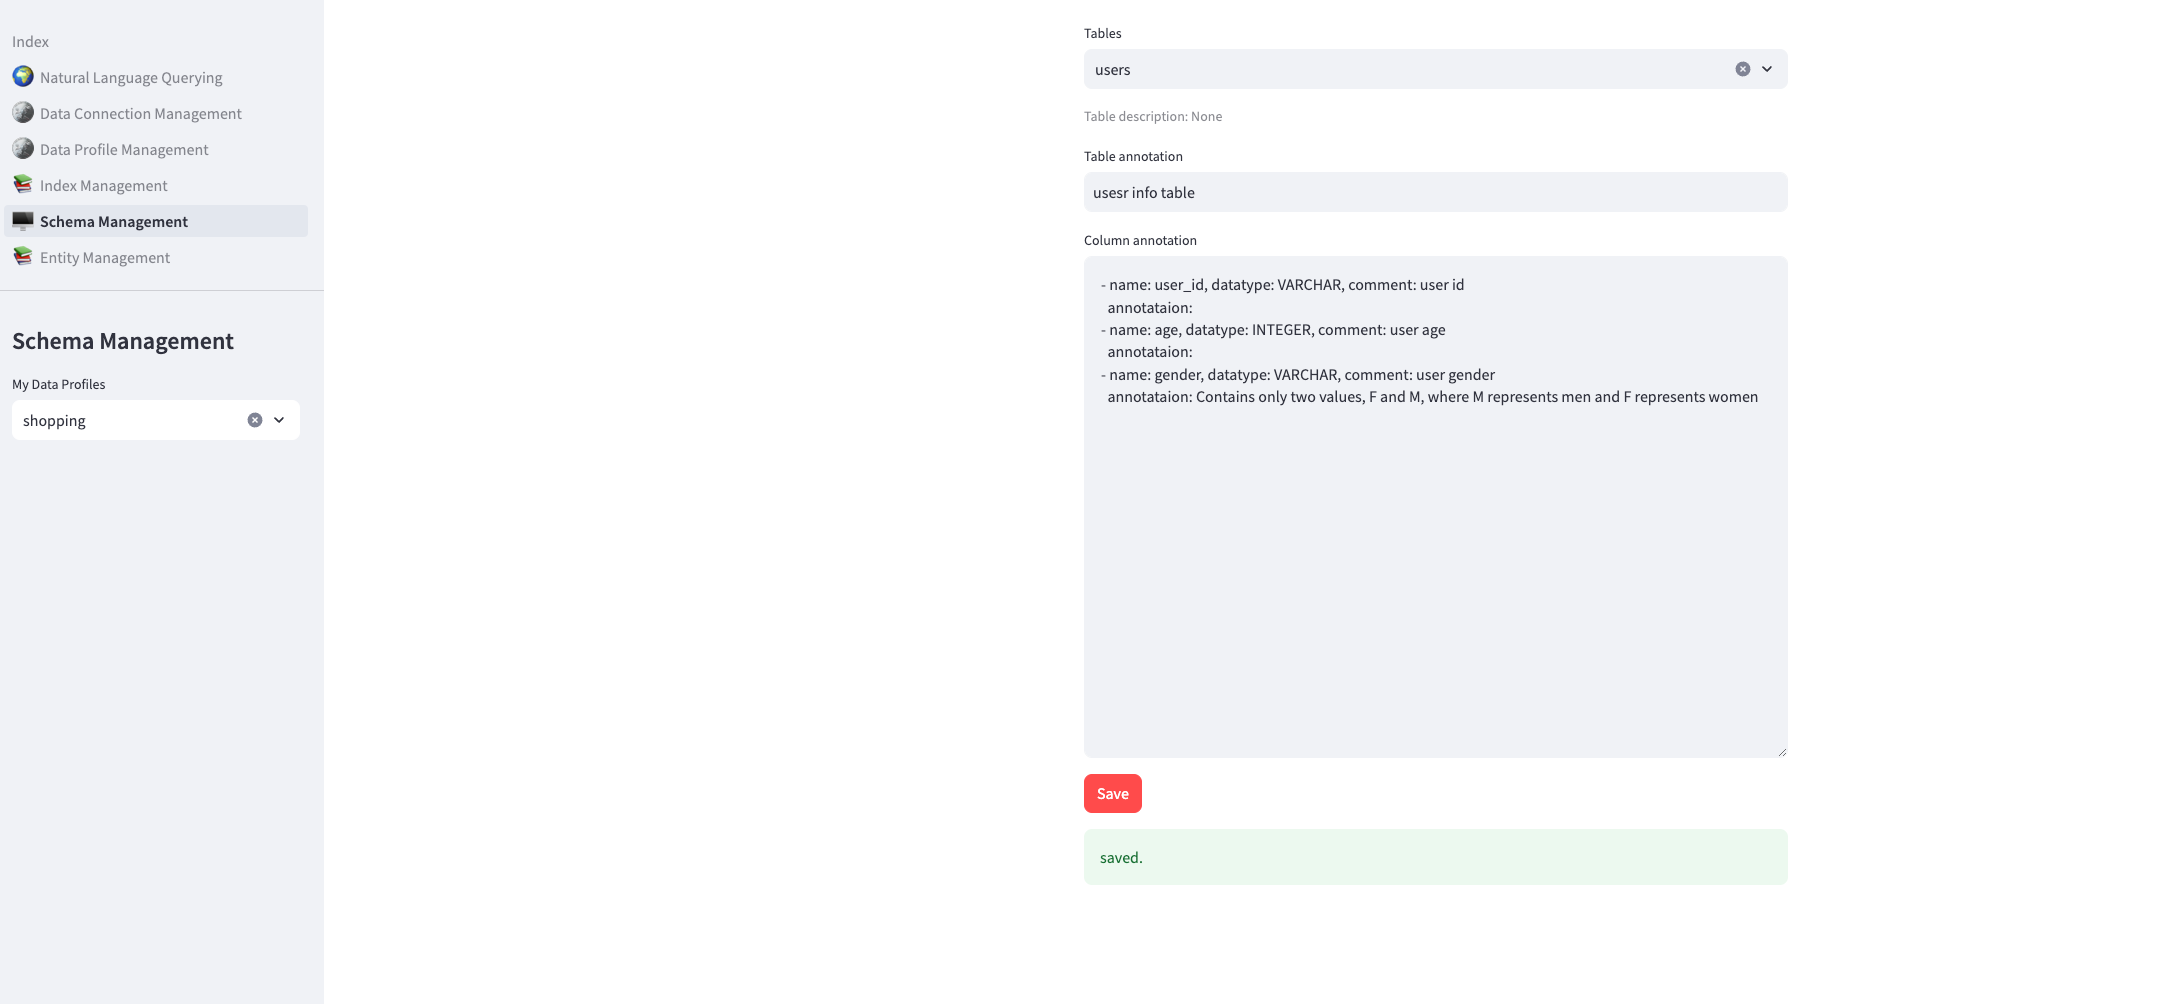 Index
Natural Language Querying
Data Connection Management
Data Profile Management
Index Management
Schema Management
Entity Management
Schema Management
My Data Profiles
shopping
Tables
users
Table description: None
Table annotation
usesr info table
Column annotation
- name: user_id, datatype: VARCHAR, comment: user id
annotataion:
- name: age, datatype: INTEGER, comment: user age
annotataion:
- name: gender, datatype: VARCHAR, comment: user gender
annotataion: Contains only two values, F and M, where M represents men and F represents women
Save
saved.